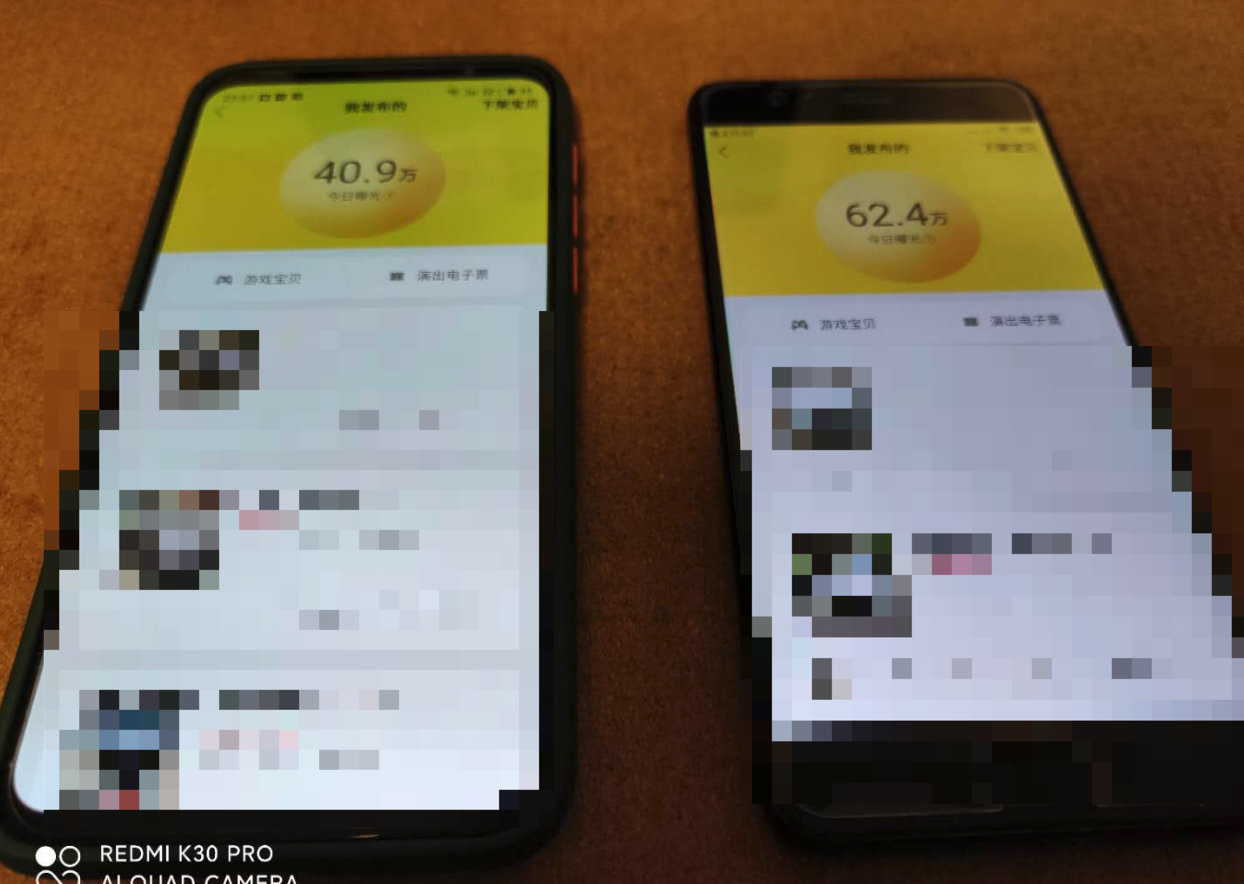 我发布的
下架宝贝
40.9万
今日曝光
游戏宝贝
演出电子票
我发布的
下架宝贝
62.4万
今日曝光
游戏宝贝
演出电子票
REDMI K30 PRO
AI QUAD CAMERA